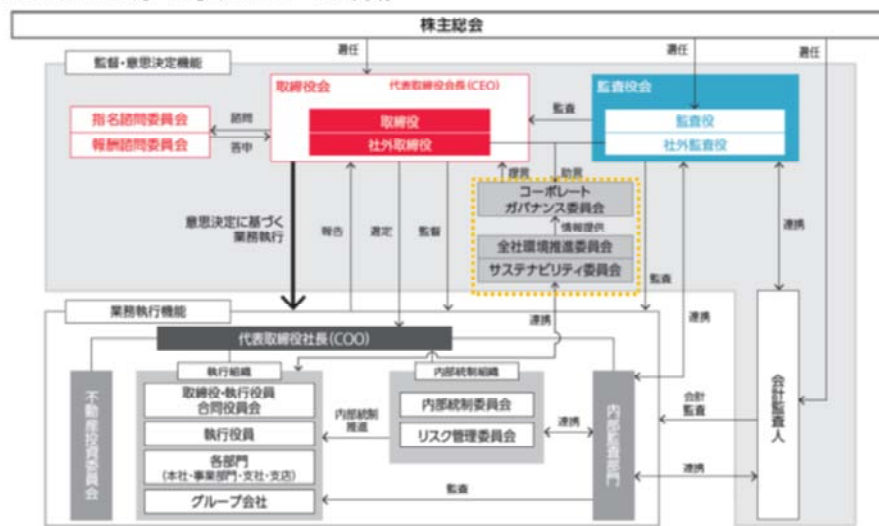 株主総会
選任
選任
選任
監督・意思決定機能
取締役会
代表取締役会長(CEO)
監査役会
指名諮問委員会
報酬諮問委員会
諮問
答申
取締役
社外取締役
監査
監査役
社外監査役
提言
助言
コーポレート
ガバナンス委員会
情報提供
全社環境推進委員会
サステナビリティ委員会
意思決定に基づく
業務執行
報告
選定
監督
監査
連携
連携
連携
業務執行機能
代表取締役社長(COO)
執行組織
内部統制組織
不動産投資委員会
取締役・執行役員
合同役員会
執行役員
各部門
(本社・事業部門・支社・支店)
グループ会社
内部統制
推進
内部統制委員会
リスク管理委員会
連携
内部監査部門
会計
監査
会計監査人
連携
監査